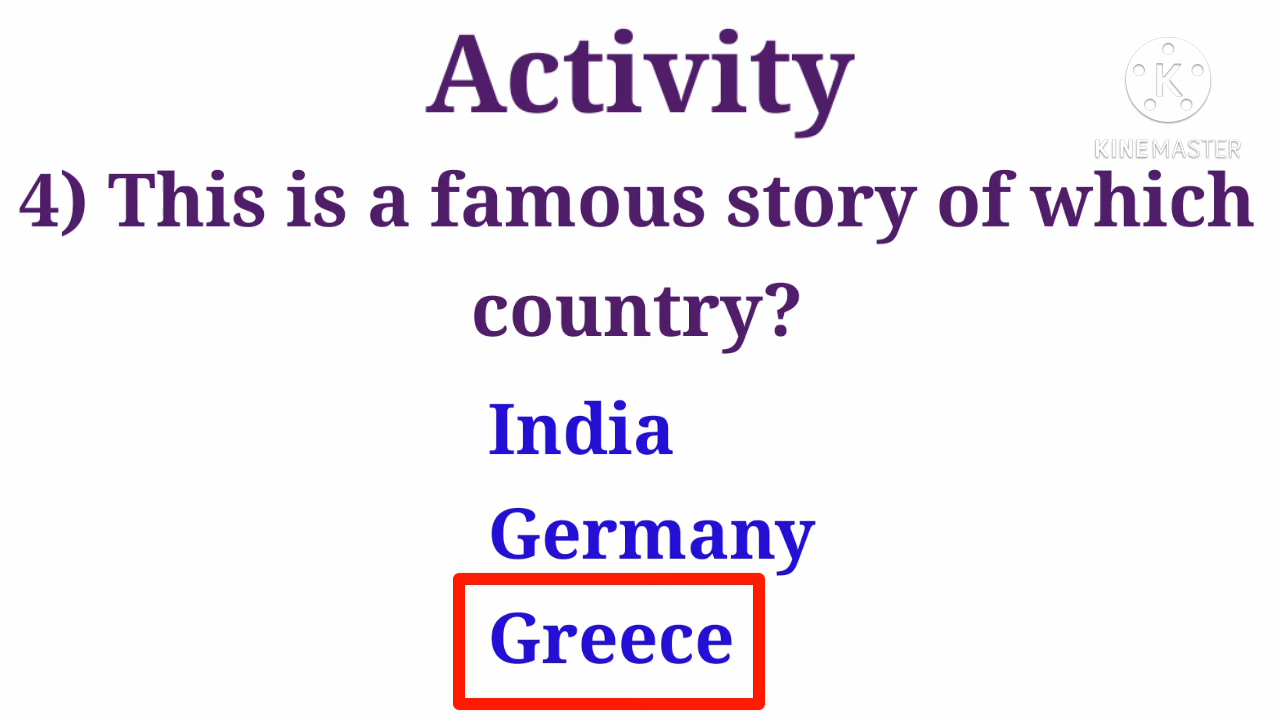 Activity
K
KINEMASTER
4) This is a famous story of which
country?
India
Germany
Greece